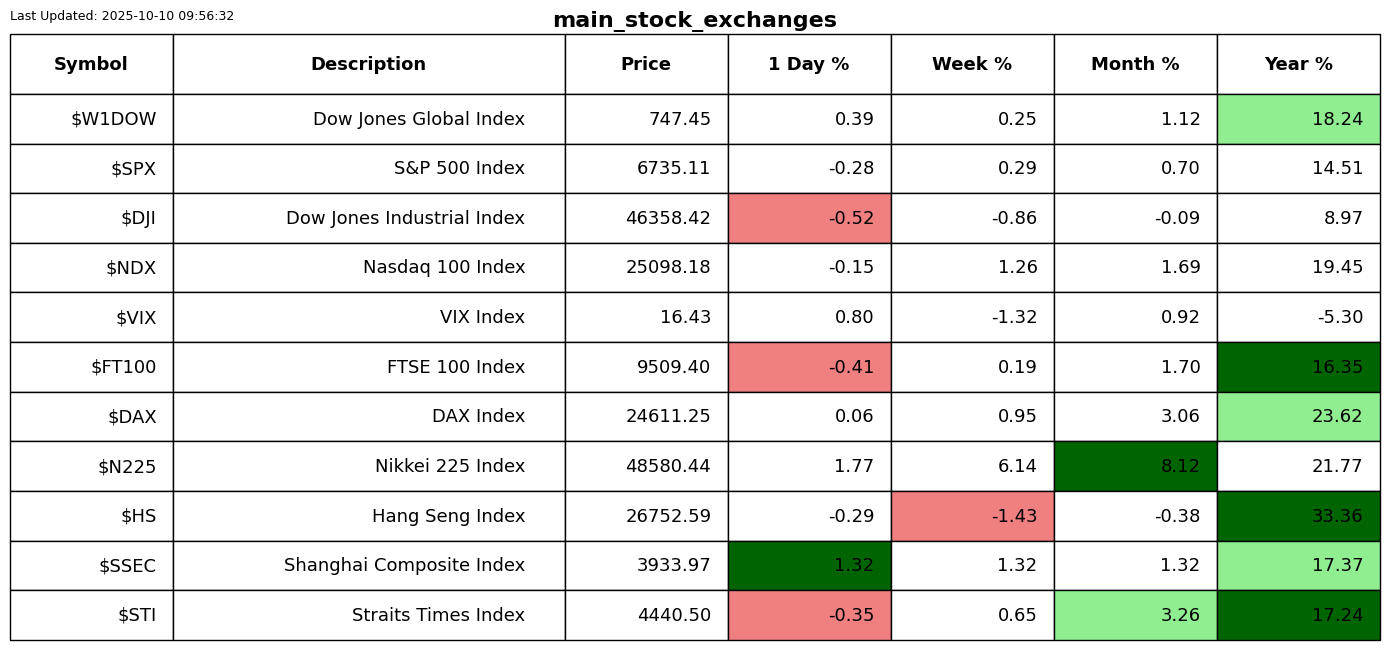 Last Updated: 2025-10-10 09:56:32
main_stock_exchanges
Symbol Description Price 1 Day % Week % Month % Year %
$W1DOW Dow Jones Global Index 747.45 0.39 0.25 1.12 18.24
$SPX S&P 500 Index 6735.11 -0.28 0.29 0.70 14.51
$DJI Dow Jones Industrial Index 46358.42 -0.52 -0.86 -0.09 8.97
$NDX Nasdaq 100 Index 25098.18 -0.15 1.26 1.69 19.45
$VIX VIX Index 16.43 0.80 -1.32 0.92 -5.30
$FT100 FTSE 100 Index 9509.40 -0.41 0.19 1.70 16.35
$DAX DAX Index 24611.25 0.06 0.95 3.06 23.62
$N225 Nikkei 225 Index 48580.44 1.77 6.14 8.12 21.77
$HS Hang Seng Index 26752.59 -0.29 -1.43 -0.38 33.36
$SSEC Shanghai Composite Index 3933.97 1.32 1.32 1.32 17.37
$STI Straits Times Index 4440.50 -0.35 0.65 3.26 17.24